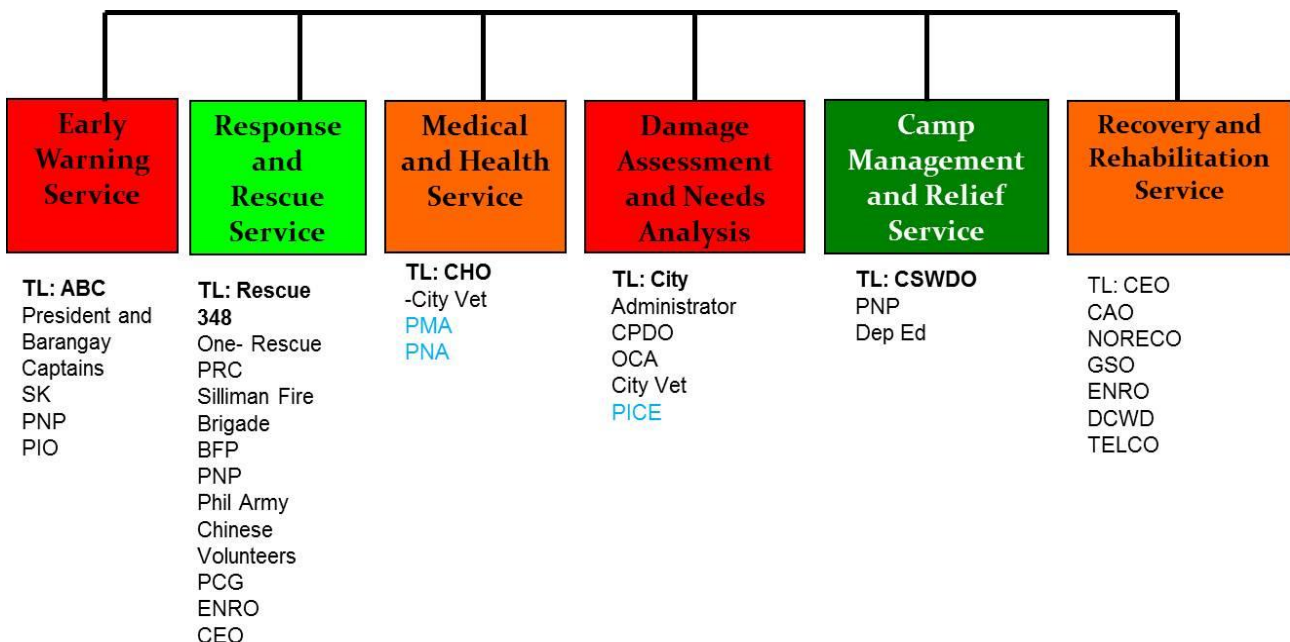 Early
Warning
Service
TL: ABC
President and
Barangay
Captains
SK
PNP
PIO
Response
and
Rescue
Service
TL: Rescue
348
One- Rescue
PRC
Silliman Fire
Brigade
BFP
PNP
Phil Army
Chinese
Volunteers
PCG
ENRO
CEO
Medical
and Health
Service
TL: CHO
-City Vet
PMA
PNA
Damage
Assessment
and Needs
Analysis
TL: City
Administrator
CPDO
OCA
City Vet
PICE
Camp
Management
and Relief
Service
TL: CSWDO
PNP
Dep Ed
Recovery and
Rehabilitation
Service
TL: CEO
CAO
NORECO
GSO
ENRO
DCWD
TELCO